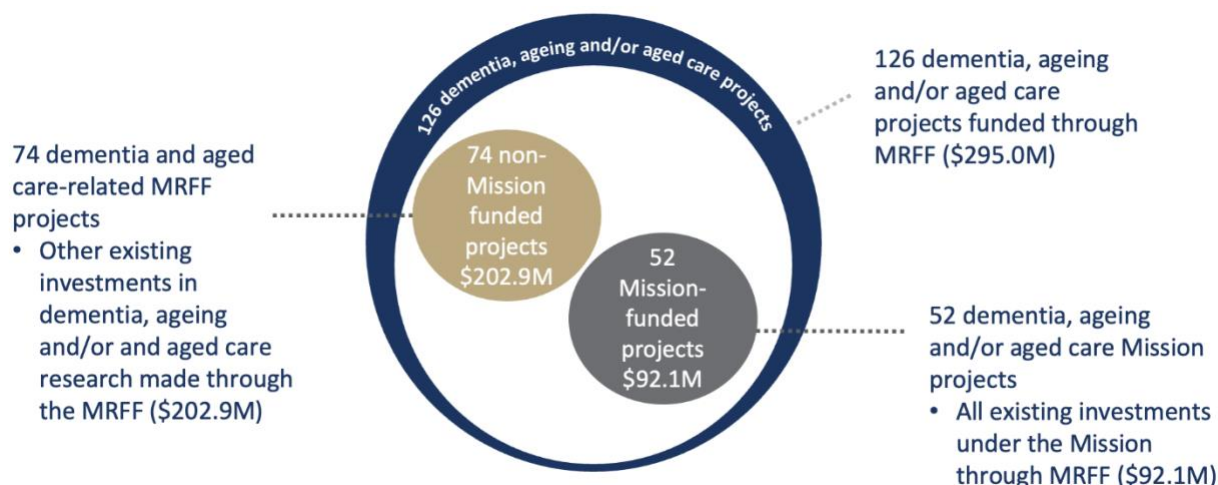 126 dementia, ageing and/or aged care projects
74 dementia and aged
care-related MRFF
projects
• Other existing
investments in
dementia, ageing
and/or and aged care
research made through
the MRFF ($202.9M)
74 non-
Mission
funded
projects
$202.9M
52
Mission-
funded
projects
$92.1M
126 dementia, ageing
and/or aged care
projects funded through
MRFF ($295.0M)
52 dementia, ageing
and/or aged care Mission
projects
• All existing investments
under the Mission
through MRFF ($92.1M)